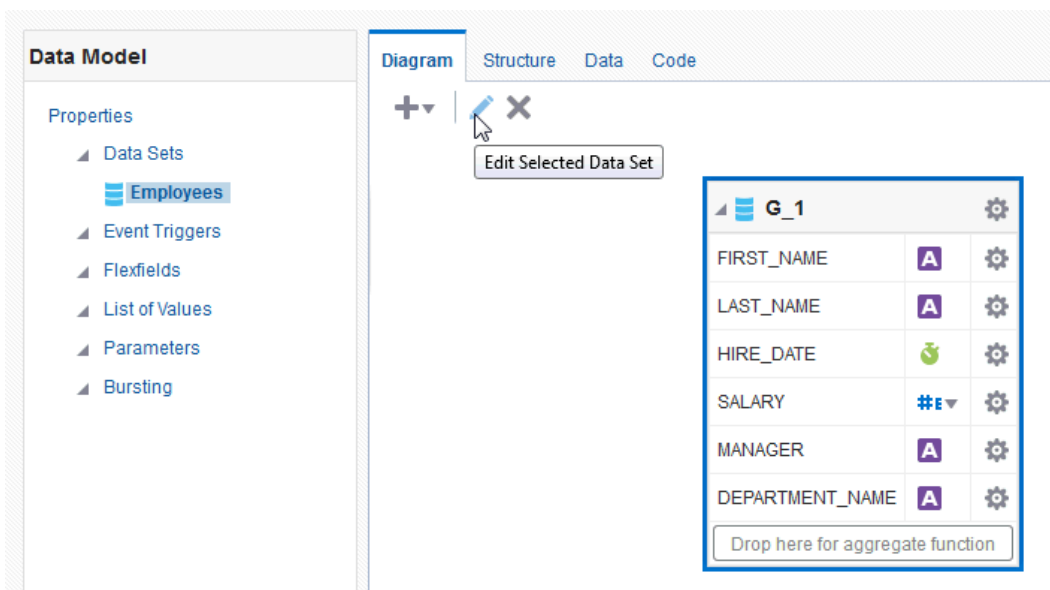 Data Model
Diagram Structure Data Code
Properties
Data Sets
Employees
Event Triggers
Flexfields
List of Values
Parameters
Bursting
Edit Selected Data Set
G_1
FIRST_NAME A
LAST_NAME A
HIRE_DATE
SALARY #
MANAGER A
DEPARTMENT_NAME A
Drop here for aggregate function